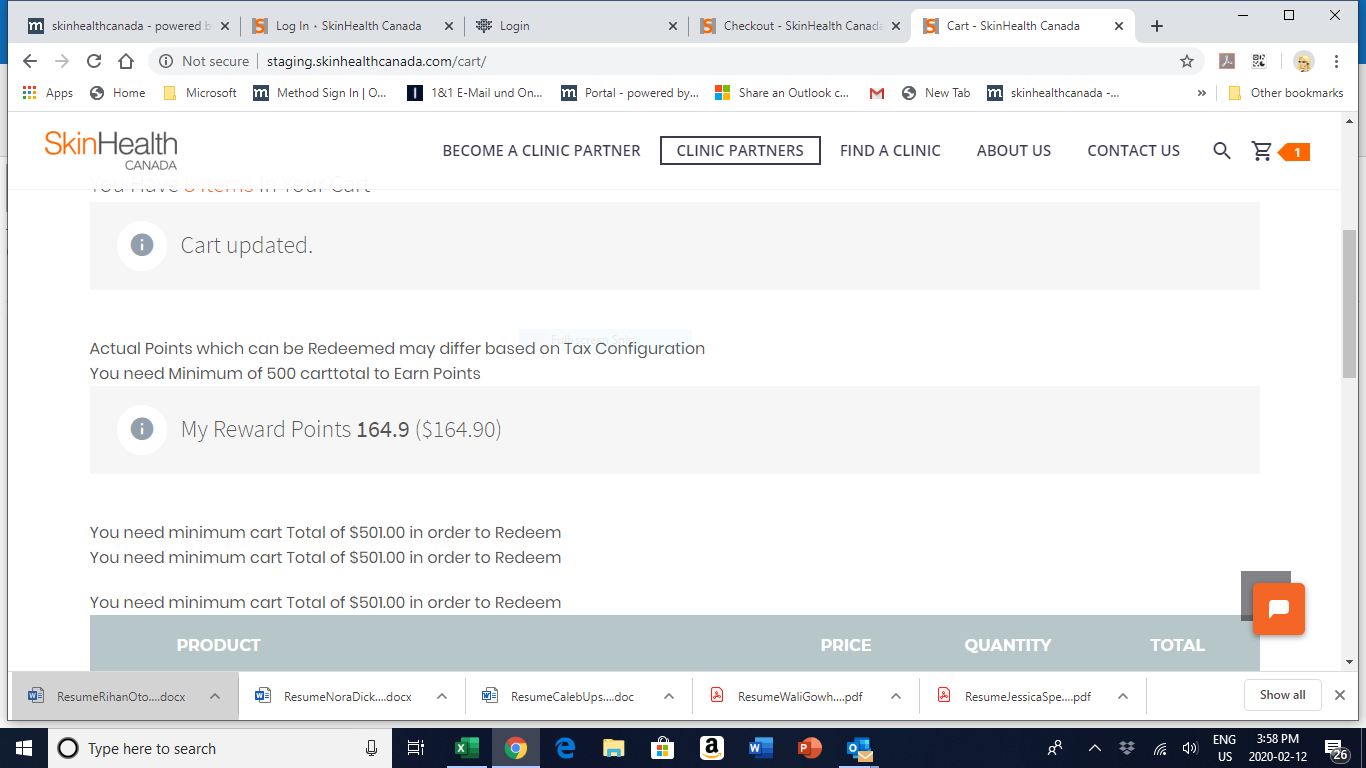 skinhealthcanada - powered b
Log In • SkinHealth Canada
Login
Checkout - SkinHealth Canada
Cart - SkinHealth Canada
Not secure
staging.skinhealthcanada.com/cart/
Apps
Home
Microsoft
Method Sign In | O...
1&1 E-Mail und On...
Portal - powered by...
Share an Outlook c...
New Tab
skinhealthcanada -...
»
Other bookmarks
SkinHealth
CANADA
BECOME A CLINIC PARTNER
CLINIC PARTNERS
FIND A CLINIC
ABOUT US
CONTACT US
1
Items In Your Cart
Cart updated.
Actual Points which can be Redeemed may differ based on Tax Configuration
You need Minimum of 500 carttotal to Earn Points
My Reward Points 164.9 ($164.90)
You need minimum cart Total of $501.00 in order to Redeem
You need minimum cart Total of $501.00 in order to Redeem
You need minimum cart Total of $501.00 in order to Redeem
PRODUCT PRICE QUANTITY TOTAL
ResumeRihanOto....docx
ResumeNoraDick....docx
ResumeCalebUps....doc
ResumeWaliGowh....pdf
ResumeJessicaSpe....pdf
Show all
Type here to search
ENG
US
3:58 PM
2020-02-12
26